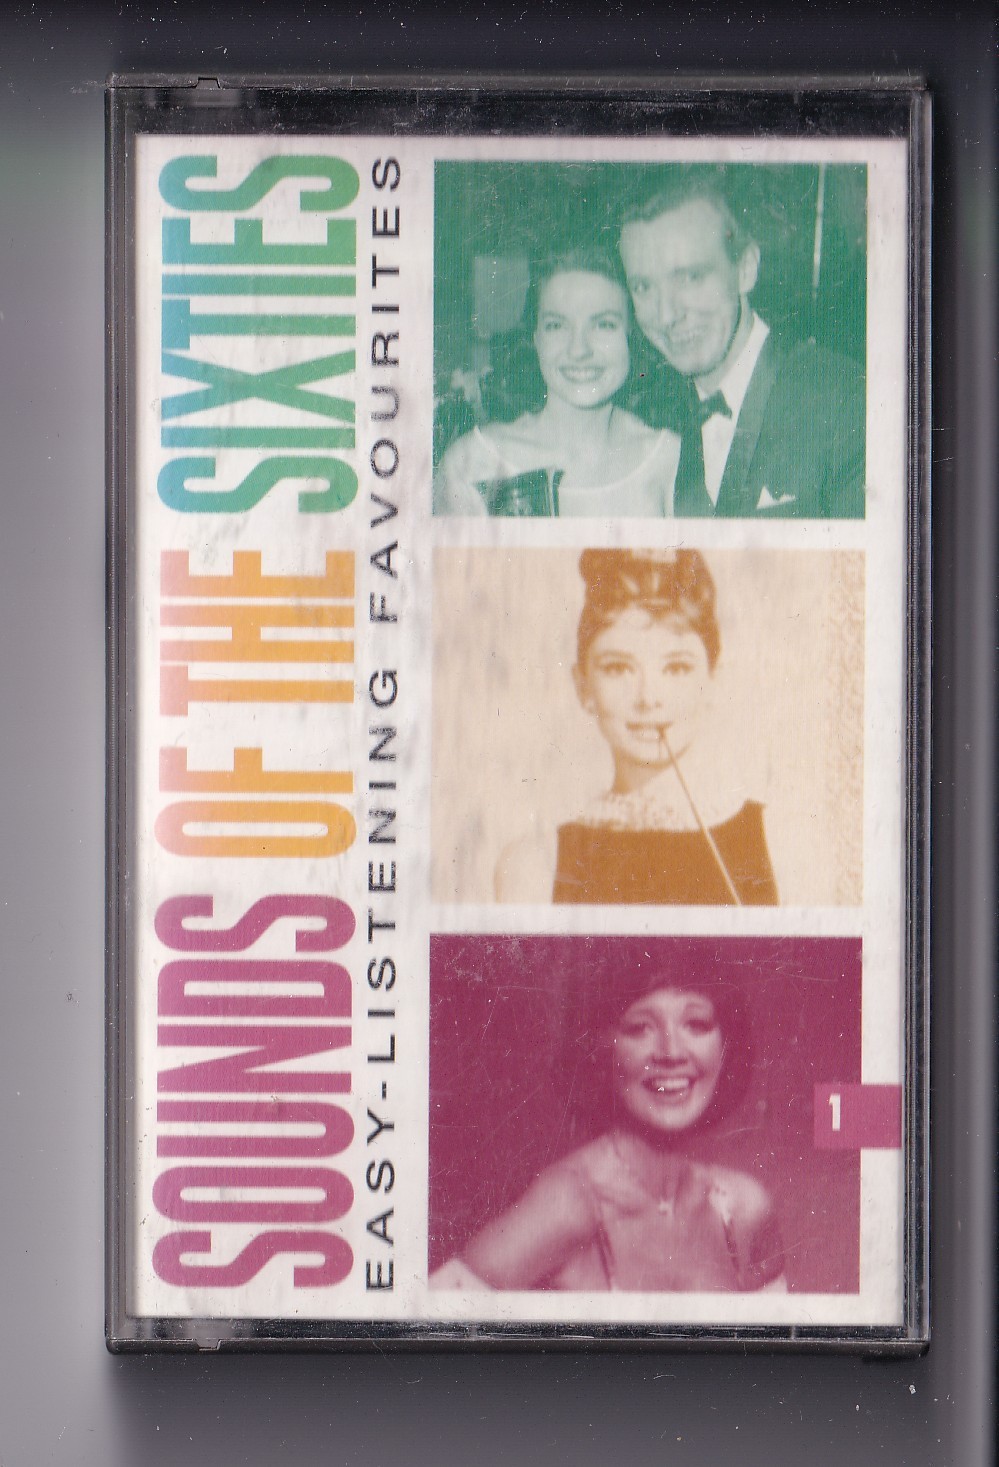 SOUNDS OF THE SIXTIES
EASY-LISTENING FAVOURITES
1